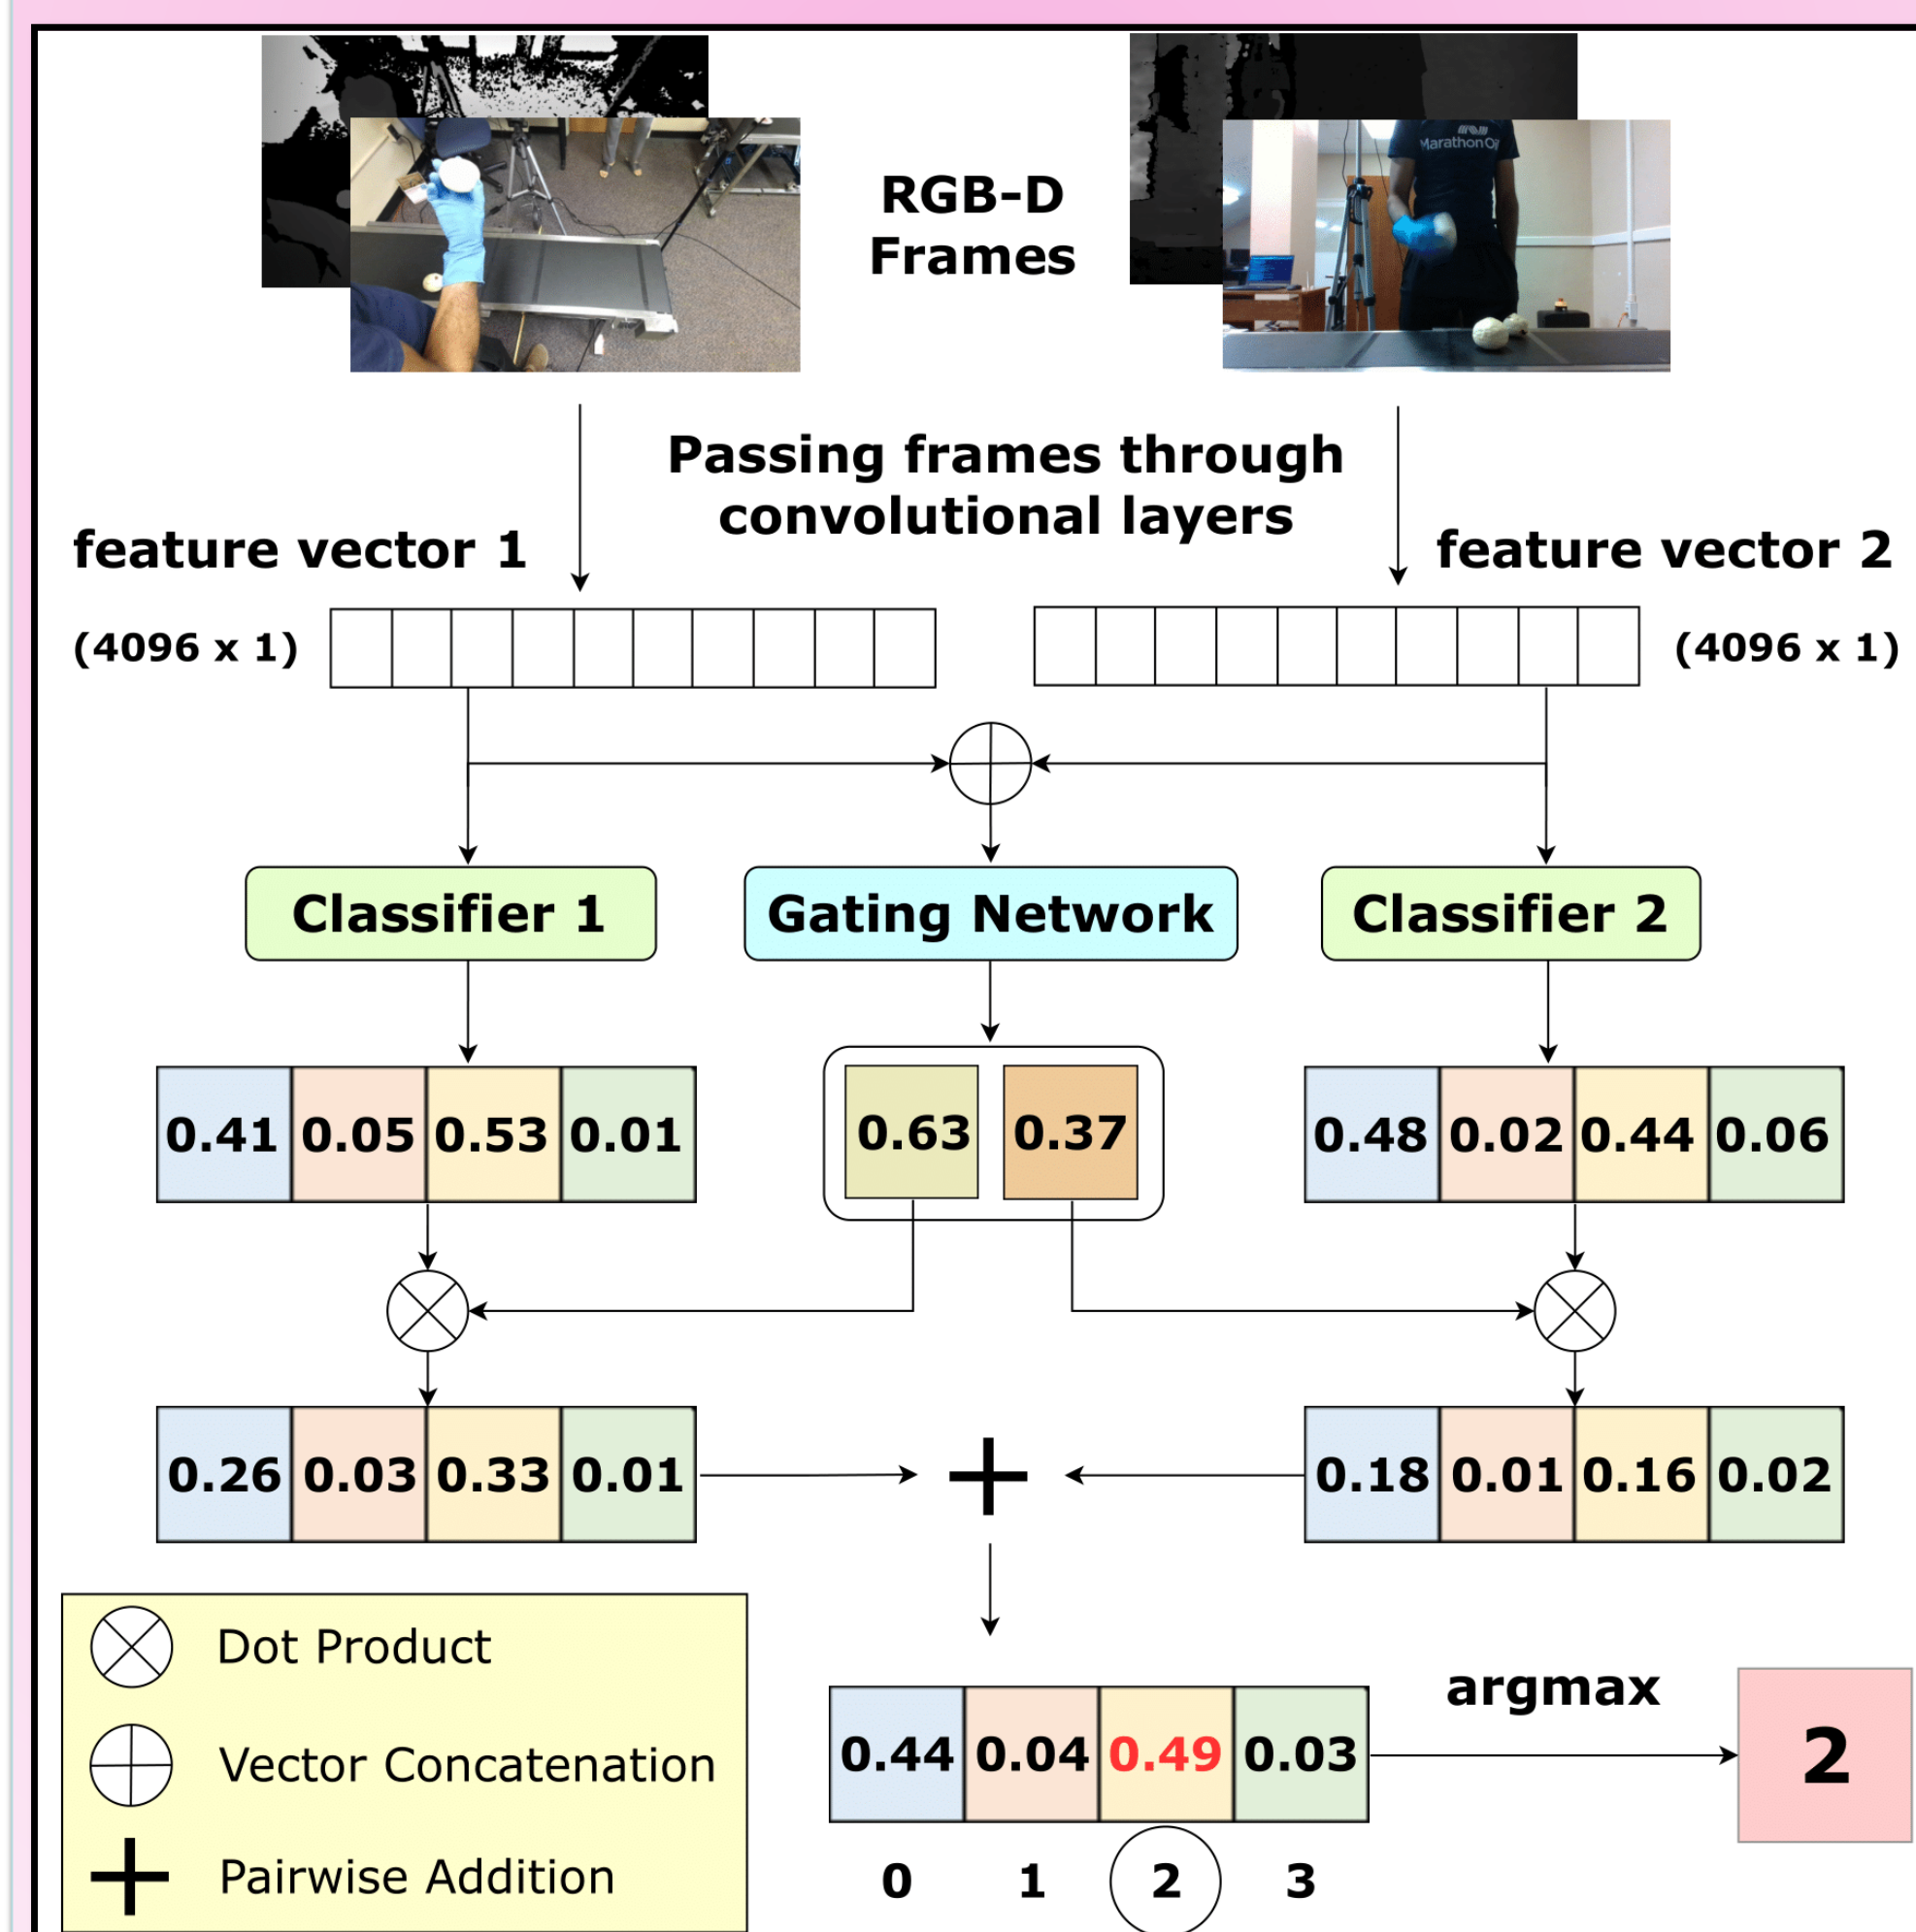 Marathon Oil
RGB-D
Frames
Passing frames through
convolutional layers
feature vector 1
feature vector 2
(4096 x 1)
(4096 x 1)
Classifier 1
Gating Network
Classifier 2
0.41 0.05 0.53 0.01
0.63 0.37
0.48 0.02 0.44 0.06
0.26 0.03 0.33 0.01
0.18 0.01 0.16 0.02
Dot Product
Vector Concatenation
Pairwise Addition
argmax
0.44 0.04 0.49 0.03
2
0 1 2 3